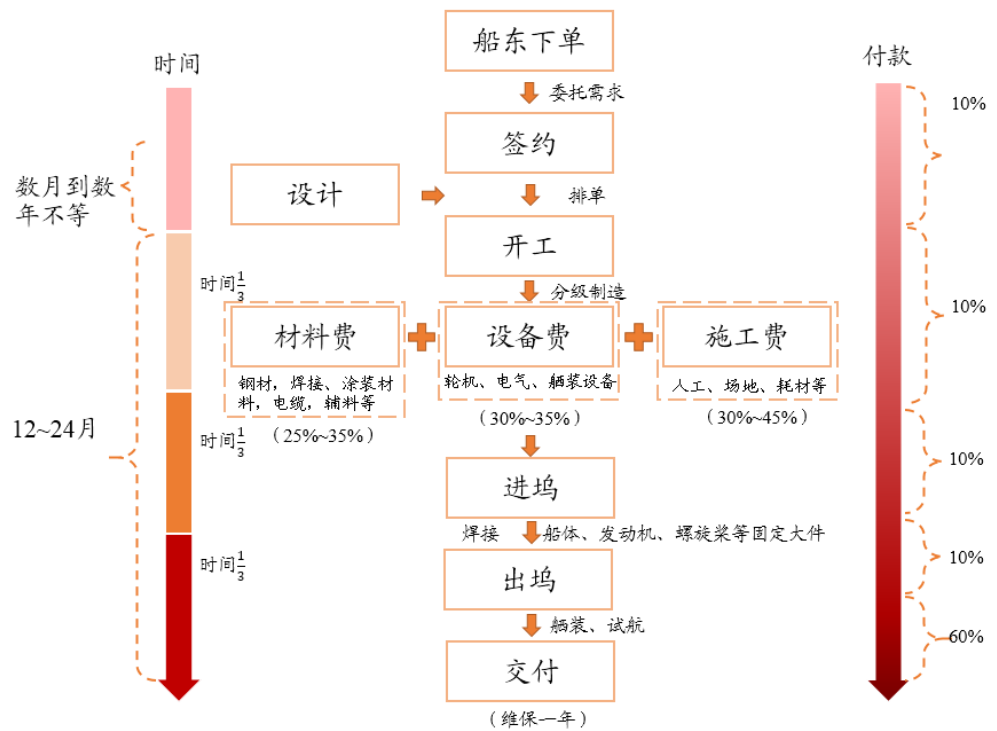 船东下单
时间
付款
委托需求
10%
签约
数月到数
年不等
设计
排单
开工
时间1/3
分级制造
10%
材料费
设备费
施工费
钢材，焊接、涂装材
料，电缆，辅料等
轮机、电气、舾装设备
人工、场地、耗材等
（25%~35%）
（30%~35%）
（30%~45%）
12~24月
时间1/3
10%
进坞
焊接
船体、发动机、螺旋桨等固定大件
时间1/3
10%
出坞
舾装、试航
60%
交付
（维保一年）